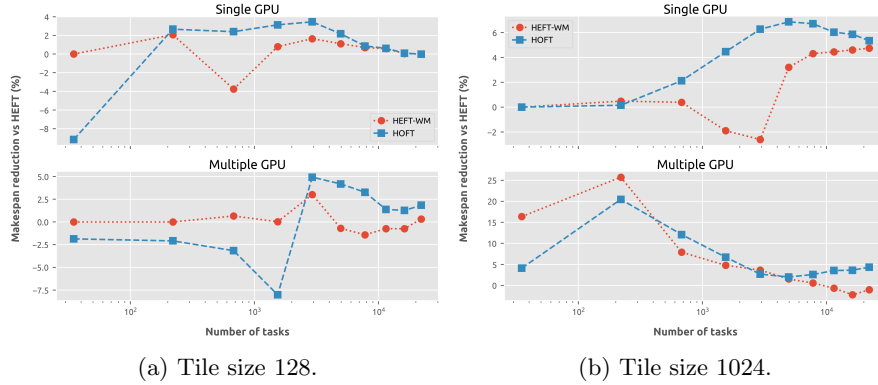 Single GPU
Makespan reduction vs HEFT (%)
4
2
0
−2
−4
−6
−8
HEFT-WM
HOFT
Multiple GPU
5.0
2.5
0.0
−2.5
−5.0
−7.5
10²
10³
10⁴
Number of tasks
(a) Tile size 128.
Single GPU
Makespan reduction vs HEFT (%)
6
4
2
0
−2
HEFT-WM
HOFT
Multiple GPU
25
20
15
10
5
0
10²
10³
10⁴
Number of tasks
(b) Tile size 1024.